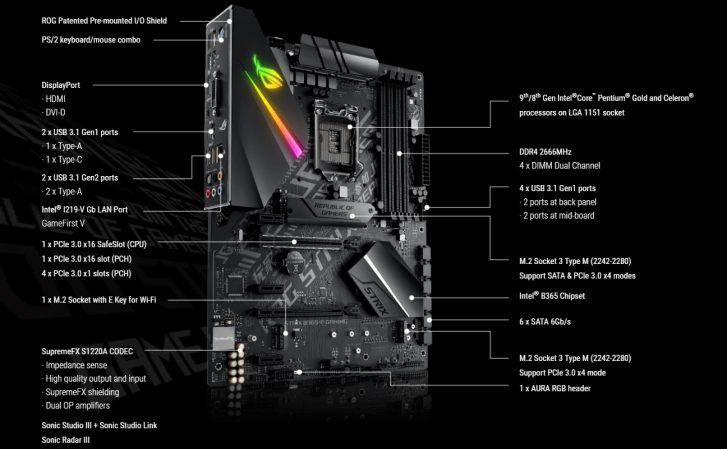 ROG Patented Pre-mounted I/O Shield
PS/2 keyboard/mouse combo
DisplayPort
· HDMI
· DVI-D
2 x USB 3.1 Gen1 ports
· 1 x Type-A
· 1 x Type-C
2 x USB 3.1 Gen2 ports
· 2 x Type-A
Intel® I219-V Gb LAN Port
GameFirst V
1 x PCIe 3.0 x16 SafeSlot (CPU)
1 x PCIe 3.0 x16 slot (PCH)
4 x PCIe 3.0 x1 slots (PCH)
1 x M.2 Socket with E Key for Wi-Fi
SupremeFX S1220A CODEC
· Impedance sense
· High quality output and input
· SupremeFX shielding
· Dual OP amplifiers
Sonic Studio III + Sonic Studio Link
Sonic Radar III
9th/8th Gen Intel®Core™ Pentium® Gold and Celeron®
processors on LGA 1151 socket
DDR4 2666MHz
4 x DIMM Dual Channel
4 x USB 3.1 Gen1 ports
· 2 ports at back panel
· 2 ports at mid-board
M.2 Socket 3 Type M (2242-2280)
Support SATA & PCIe 3.0 x4 modes
Intel® B365 Chipset
6 x SATA 6Gb/s
M.2 Socket 3 Type M (2242-2280)
Support PCIe 3.0 x4 mode
1 x AURA RGB header
REPUBLIC OF
GAMERS
STRIX
STRIX B365-F GAMING